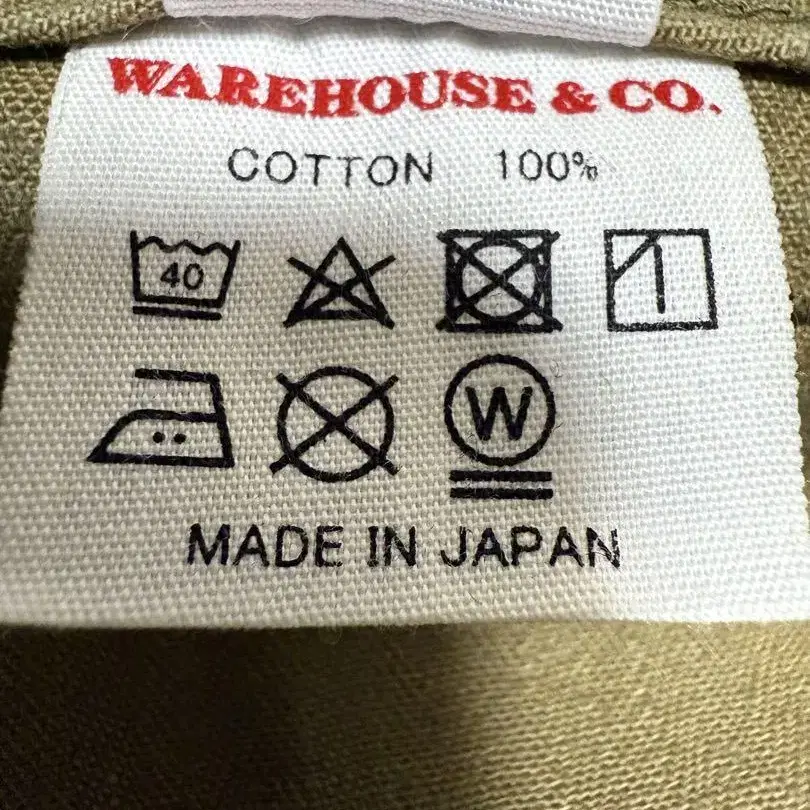 WAREHOUSE & CO.
COTTON 100%
40
W
MADE IN JAPAN